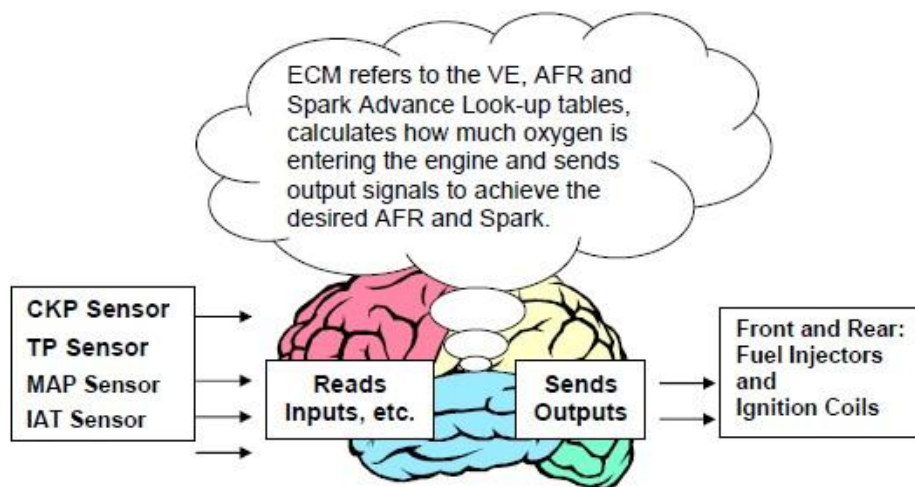 ECM refers to the VE, AFR and
Spark Advance Look-up tables,
calculates how much oxygen is
entering the engine and sends
output signals to achieve the
desired AFR and Spark.
CKP Sensor
TP Sensor
MAP Sensor
IAT Sensor
Reads
Inputs, etc.
Sends
Outputs
Front and Rear:
Fuel Injectors
and
Ignition Coils